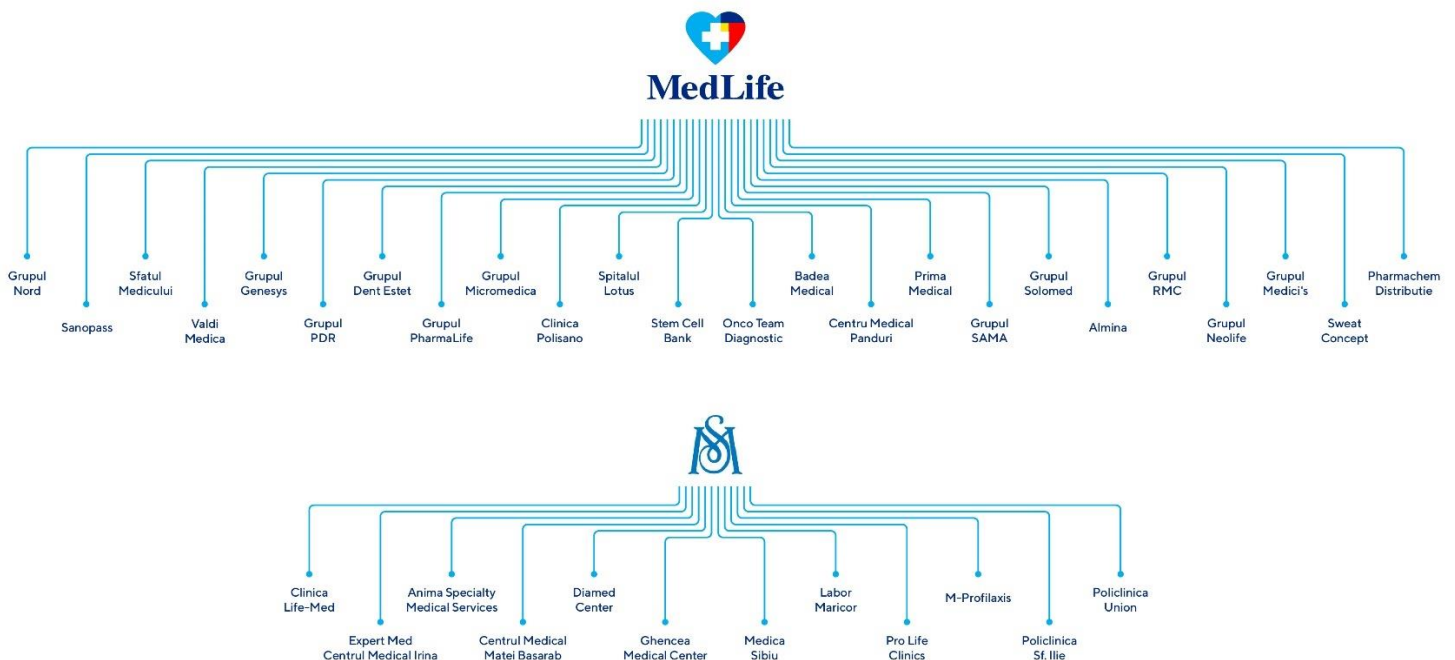 MedLife
Grupul
Nord
Sanopass
Sfatul
Medicului
Valdi
Medica
Grupul
Genesys
Grupul
PDR
Grupul
Dent Estet
Grupul
PharmaLife
Grupul
Micromedica
Clinica
Polisano
Spitalul
Lotus
Stem Cell
Bank
Onco Team
Diagnostic
Badea
Medical
Centru Medical
Panduri
Prima
Medical
Grupul
SAMA
Grupul
Solomed
Almina
Grupul
RMC
Grupul
Neolife
Grupul
Medici's
Sweat
Concept
Pharmachem
Distributie
SM
Clinica
Life-Med
Expert Med
Centrul Medical Irina
Anima Specialty
Medical Services
Centrul Medical
Matei Basarab
Diamed
Center
Ghencea
Medical Center
Medica
Sibiu
Labor
Maricor
Pro Life
Clinics
M-Profilaxis
Policlinica
Sf. Ilie
Policlinica
Union